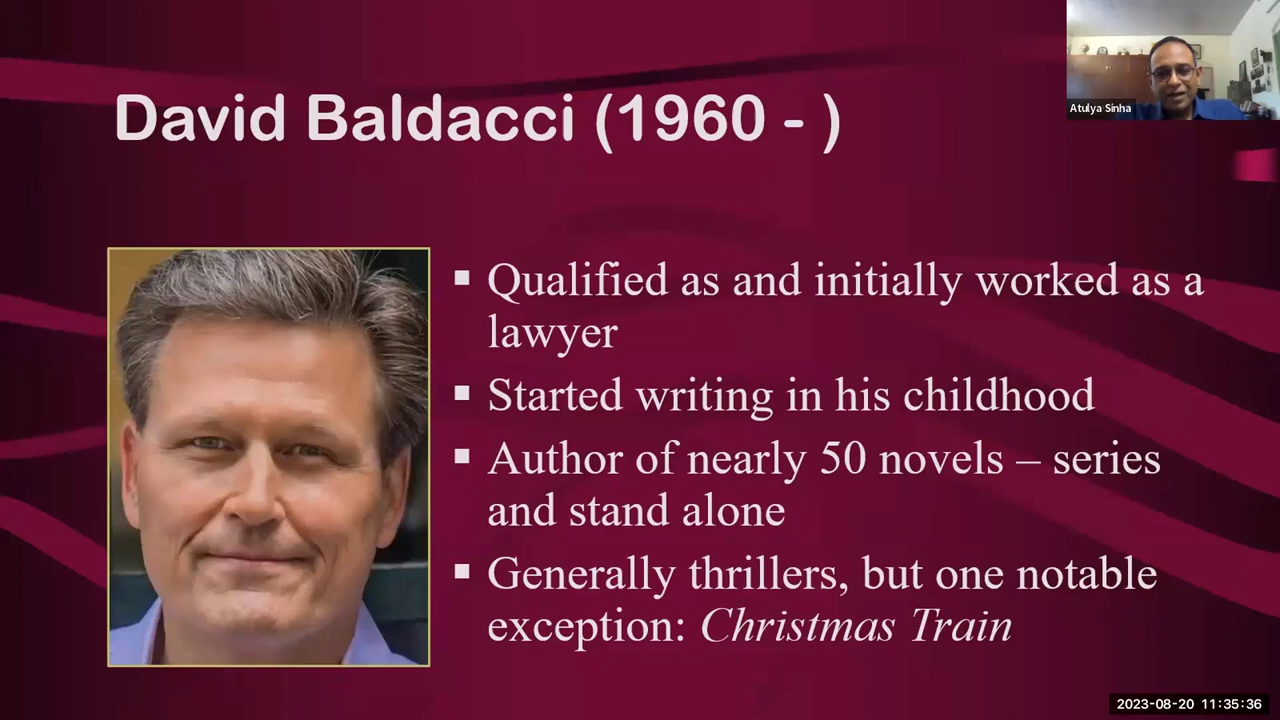 David Baldacci (1960 - )
Atulya Sinha
▪ Qualified as and initially worked as a
lawyer
▪ Started writing in his childhood
▪ Author of nearly 50 novels – series
and stand alone
▪ Generally thrillers, but one notable
exception: Christmas Train
2023-08-20 11:35:36